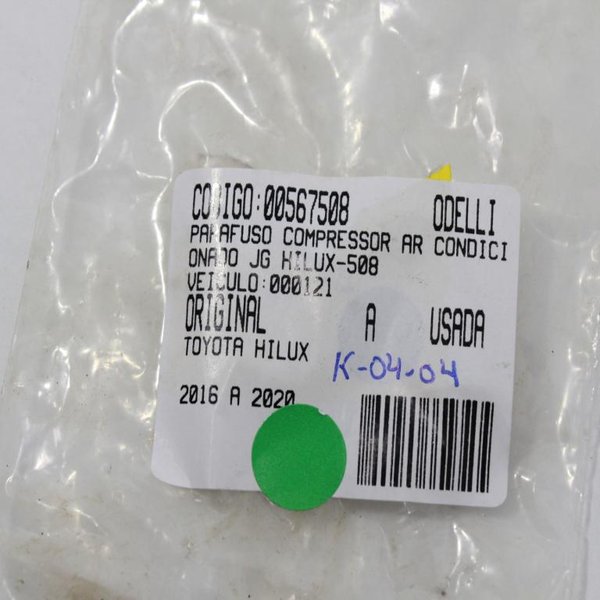 CODIGO:00567508 ODELLI
PARAFUSO COMPRESSOR AR CONDICI
ONADO JG HILUX-508
VEICULO:000121
ORIGINAL A USADA
TOYOTA HILUX
K-04-04
2016 A 2020